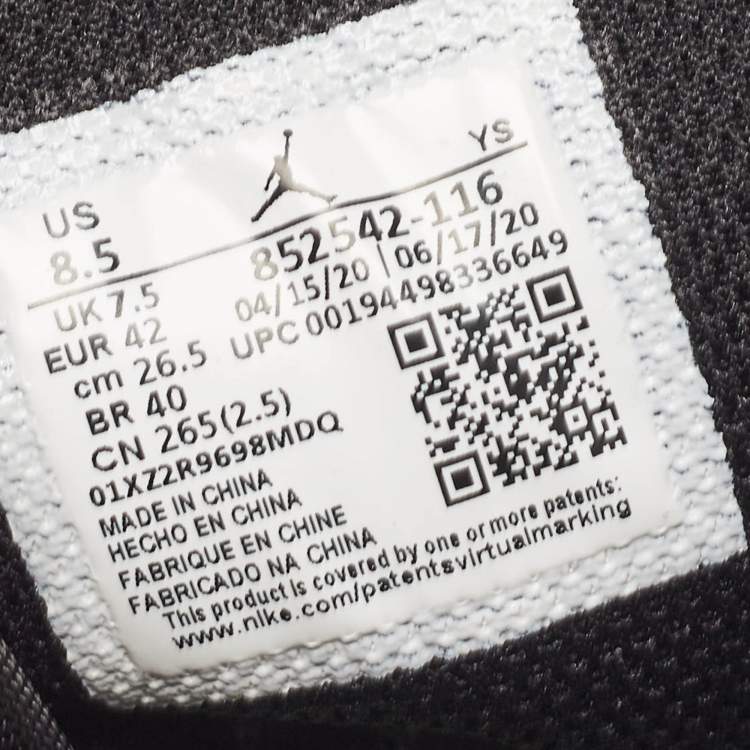 US YS
8.5 852542-116
UK 7.5 04/15/20 | 06/17/20
EUR 42 UPC 00194498336649
cm 26.5
BR 40
CN 265(2.5)
01XZ2R9698MDQ
MADE IN CHINA
HECHO EN CHINA
FABRIQUE EN CHINE
FABRICADO NA CHINA
This product is covered by one or more patents:
www.nike.com/patentsvirtualmarking